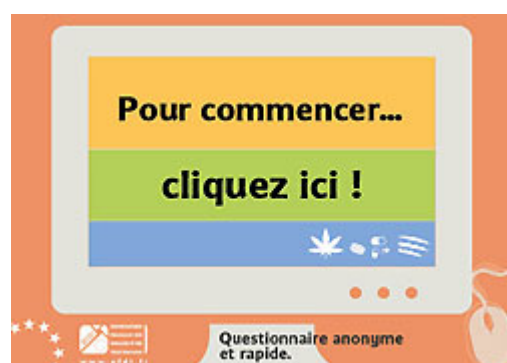 Pour commencer...
cliquez ici !
Questionnaire anonyme
et rapide.